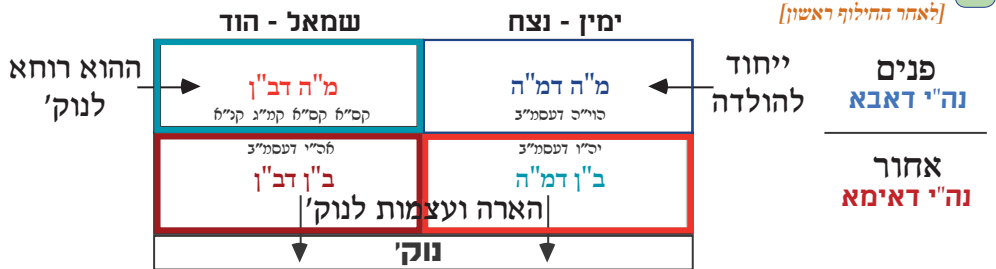 [לאחר החילוף ראשון]
ימין - נצח
שמאל - הוד
פנים
נה"י דאבא
אחור
נה"י דאימא
ייחוד
להולדה
מ"ה דמ"ה
הוי"ה דעסמ"ב
מ"ה דב"ן
קס"א קס"א קמ"ג קנ"א
ההוא רוחא
לנוק'
יה"ו דעסמ"ב
ב"ן דמ"ה
אה"י דעסמ"ב
ב"ן דב"ן
הארה ועצמות לנוק'
נוק'